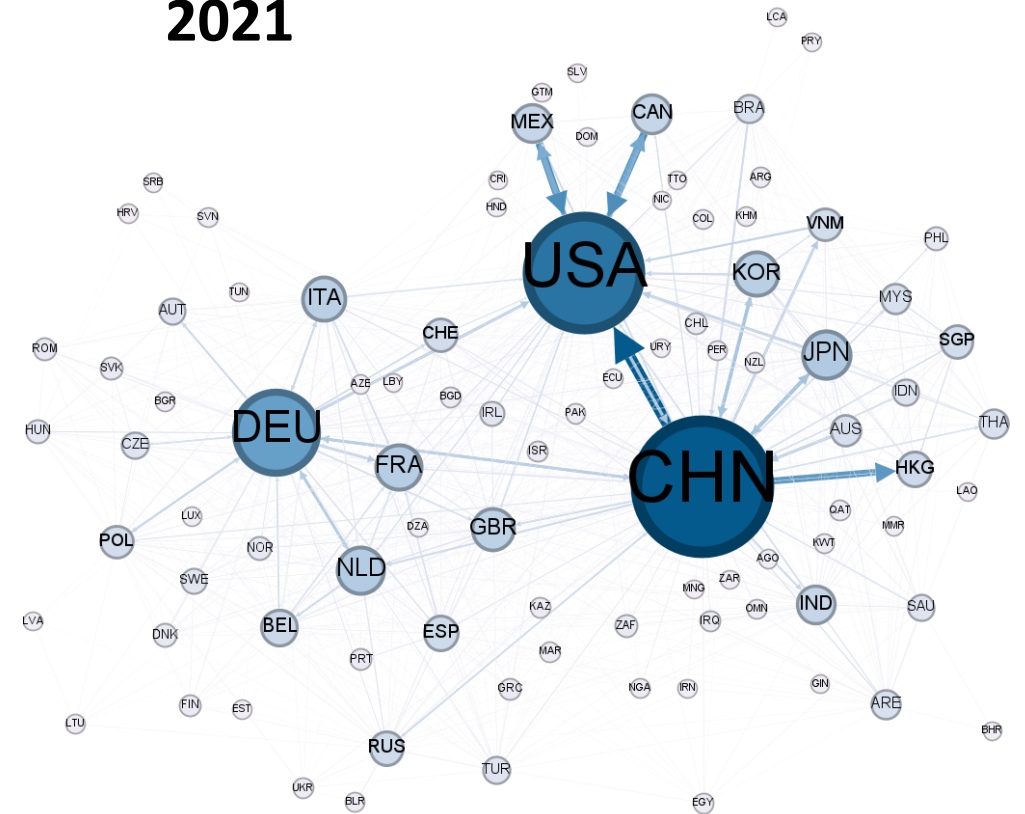 2021
LCA
PRY
SLV
GTM
MEX
CAN
BRA
DOM
SRB
CRI
TTO
ARG
HND
NIC
HRV
SVN
COL
KHM
VNM
PHL
USA
KOR
TUN
ITA
MYS
AUT
CHE
CHL
SGP
ROM
URY
PER
JPN
NZL
SVK
AZE
LBY
ECU
IDN
BGD
BGR
IRL
PAK
HUN
DEU
AUS
THA
CZE
ISR
FRA
CHN
HKG
LAO
LUX
DZA
GBR
QAT
MMR
POL
NOR
KWT
NLD
AGO
SWE
ZAR
MNG
IND
KAZ
OMN
SAU
LVA
BEL
ESP
ZAF
IRQ
DNK
MAR
PRT
GRC
NGA
IRN
GIN
FIN
EST
ARE
LTU
BHR
RUS
TUR
UKR
BLR
EGY